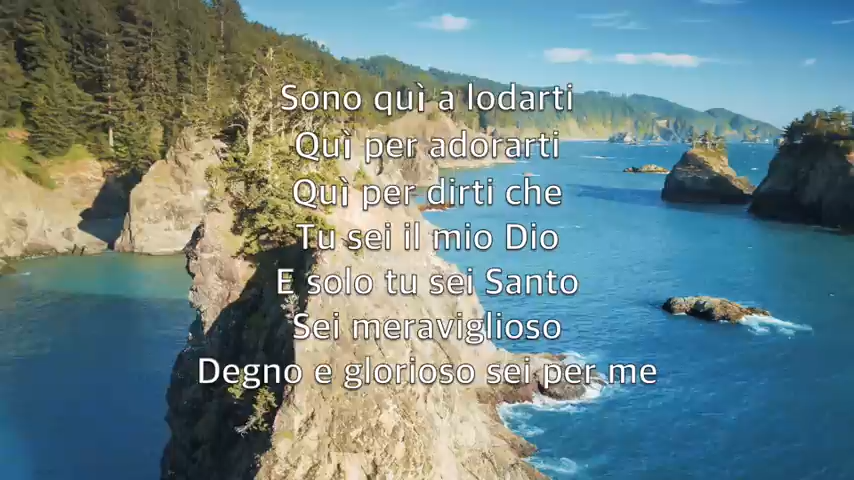 Sono quì a lodarti
Quì per adorarti
Quì per dirti che
Tu sei il mio Dio
E solo tu sei Santo
Sei meraviglioso
Degno e glorioso sei per me